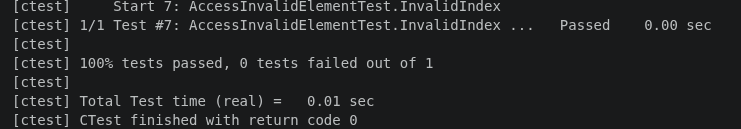 [ctest]     Start 7: AccessInvalidElementTest.InvalidIndex
[ctest] 1/1 Test #7: AccessInvalidElementTest.InvalidIndex ...   Passed    0.00 sec
[ctest]
[ctest] 100% tests passed, 0 tests failed out of 1
[ctest]
[ctest] Total Test time (real) =   0.01 sec
[ctest] CTest finished with return code 0